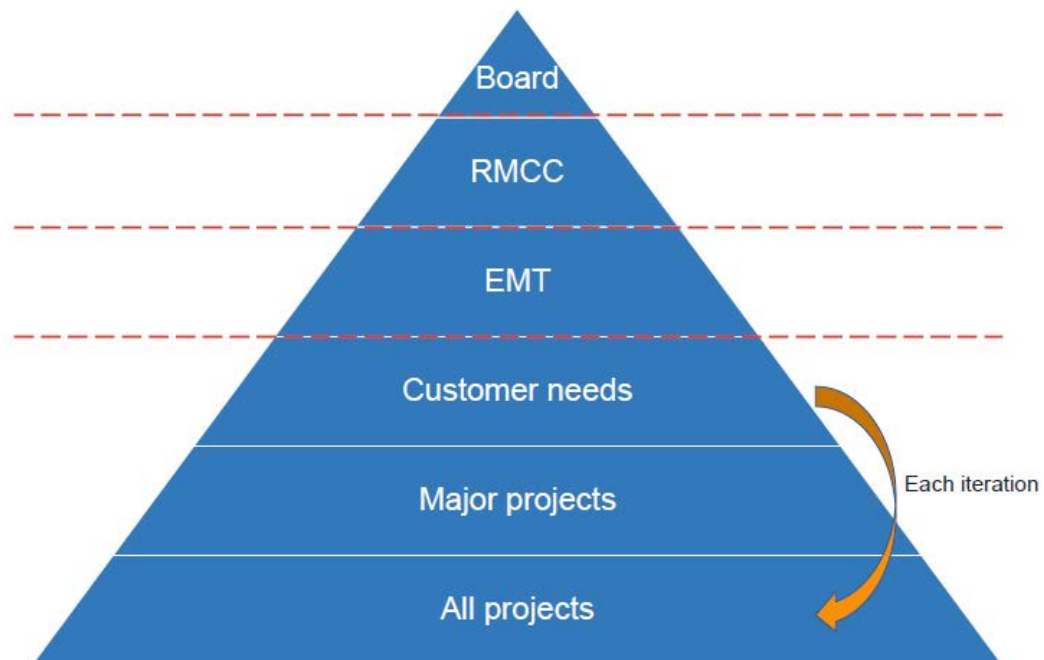 Board
RMCC
EMT
Customer needs
Each iteration
Major projects
All projects